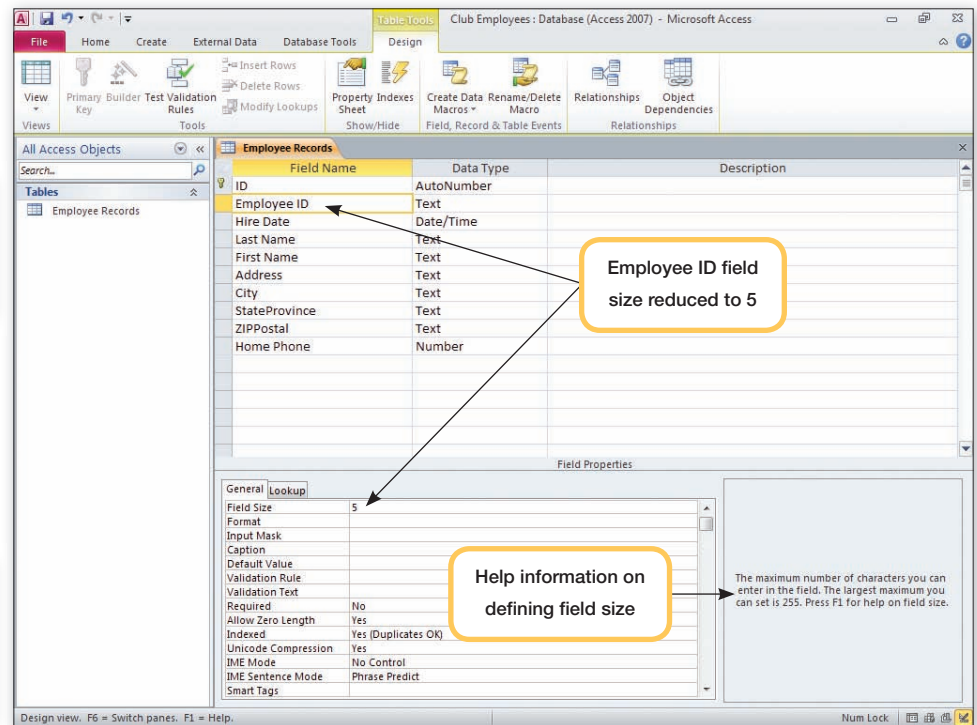 Table Tools
Club Employees : Database (Access 2007) - Microsoft Access
File Home Create External Data Database Tools Design
View
Primary Key
Builder
Test Validation Rules
Insert Rows
Delete Rows
Modify Lookups
Property Sheet
Indexes
Create Data Macros
Rename/Delete Macro
Relationships
Object Dependencies
Views
Tools
Show/Hide
Field, Record & Table Events
Relationships
All Access Objects
Search...
Tables
Employee Records
Employee Records
Field Name Data Type Description
ID AutoNumber
Employee ID Text
Hire Date Date/Time
Last Name Text
First Name Text
Address Text
City Text
StateProvince Text
ZIPPostal Text
Home Phone Number
Employee ID field
size reduced to 5
Field Properties
General Lookup
Field Size 5
Format
Input Mask
Caption
Default Value
Validation Rule
Validation Text
Required No
Allow Zero Length Yes
Indexed Yes (Duplicates OK)
Unicode Compression Yes
IME Mode No Control
IME Sentence Mode Phrase Predict
Smart Tags
Help information on
defining field size
The maximum number of characters you can
enter in the field. The largest maximum you
can set is 255. Press F1 for help on field size.
Design view. F6 = Switch panes. F1 = Help.
Num Lock